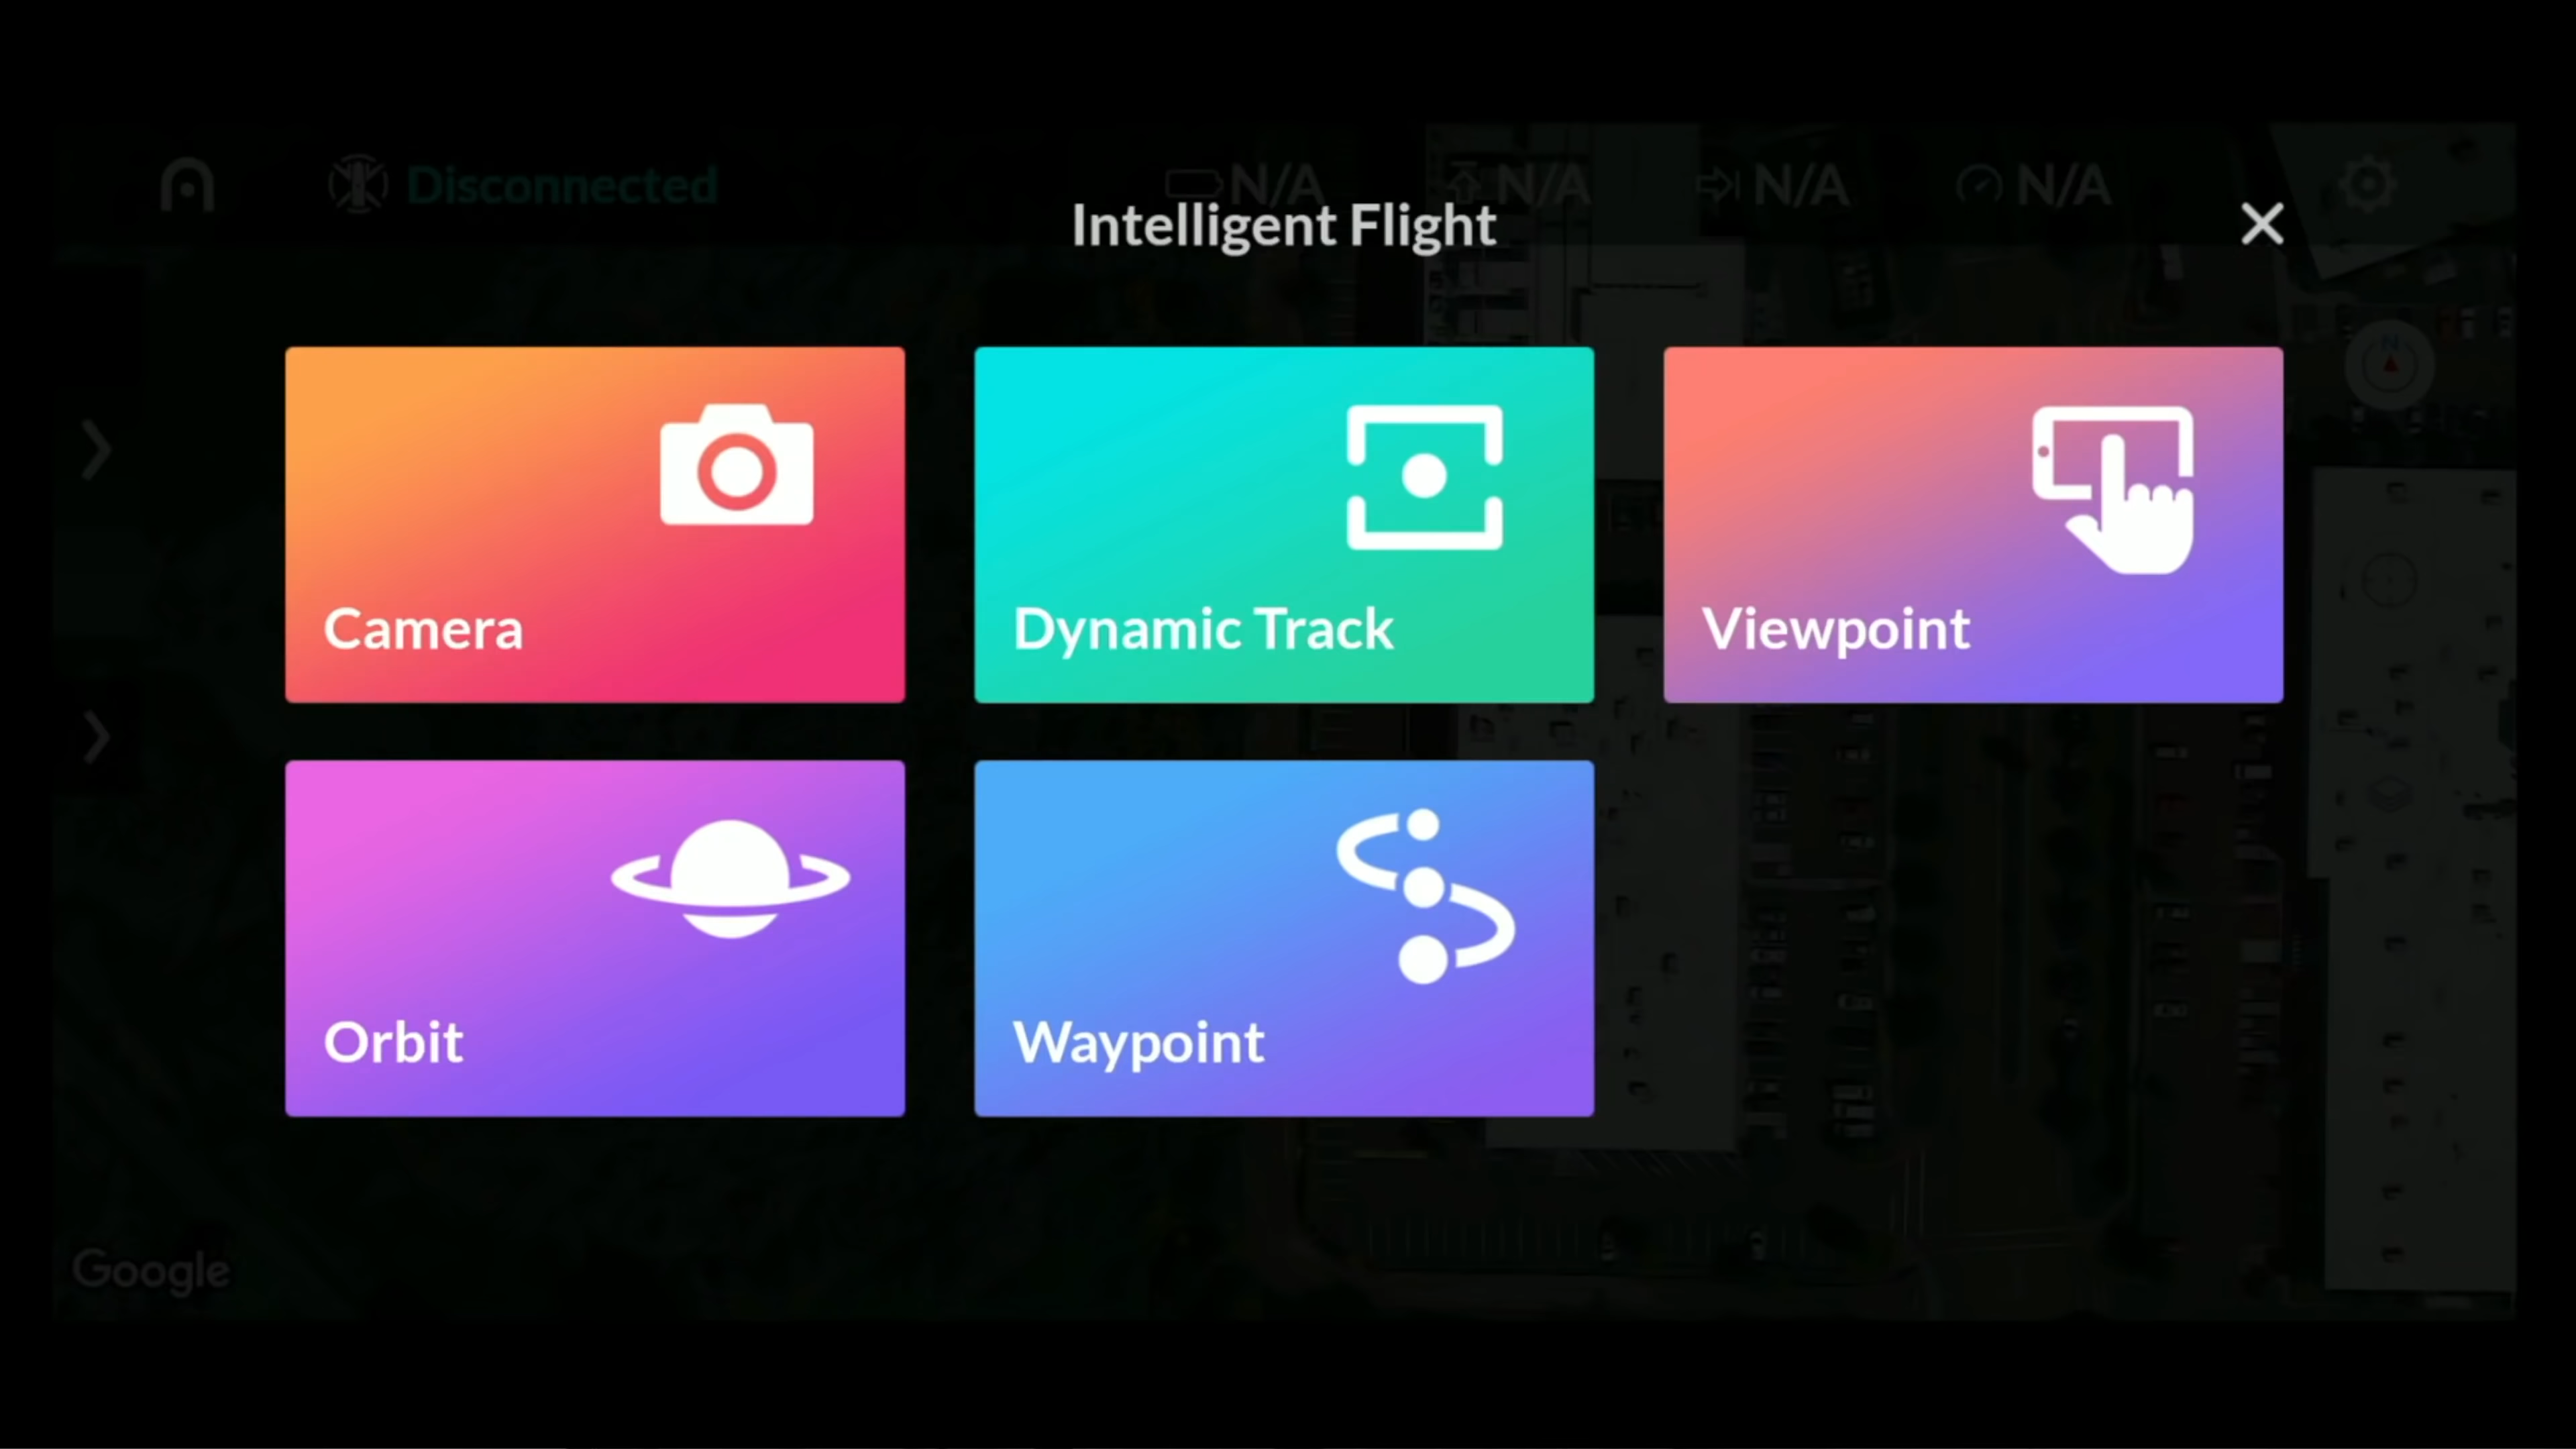 Disconnected
N/A
N/A
N/A
N/A
Intelligent Flight
N
Camera
Dynamic Track
Viewpoint
Orbit
Waypoint
Google